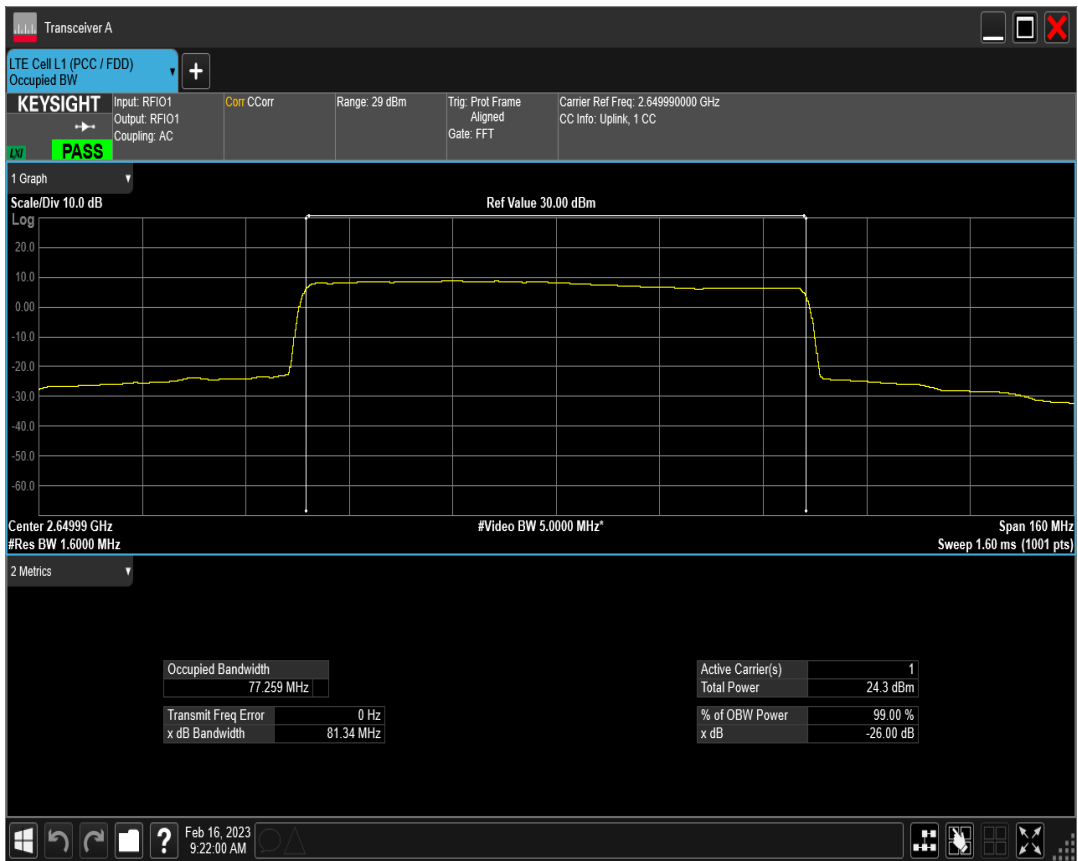 Transceiver A
LTE Cell L1 (PCC / FDD)
Occupied BW
+
KEYSIGHT
LXI
PASS
Input: RFIO1
Output: RFIO1
Coupling: AC
Corr CCorr
Range: 29 dBm
Trig: Prot Frame
Aligned
Gate: FFT
Carrier Ref Freq: 2.649990000 GHz
CC Info: Uplink, 1 CC
1 Graph
Scale/Div 10.0 dB
Ref Value 30.00 dBm
Log
20.0
10.0
0.00
-10.0
-20.0
-30.0
-40.0
-50.0
-60.0
Center 2.64999 GHz
#Video BW 5.0000 MHz*
Span 160 MHz
#Res BW 1.6000 MHz
Sweep 1.60 ms (1001 pts)
2 Metrics
Occupied Bandwidth
77.259 MHz
Transmit Freq Error 0 Hz
x dB Bandwidth 81.34 MHz
Active Carrier(s) 1
Total Power 24.3 dBm
% of OBW Power 99.00 %
x dB -26.00 dB
?
Feb 16, 2023
9:22:00 AM